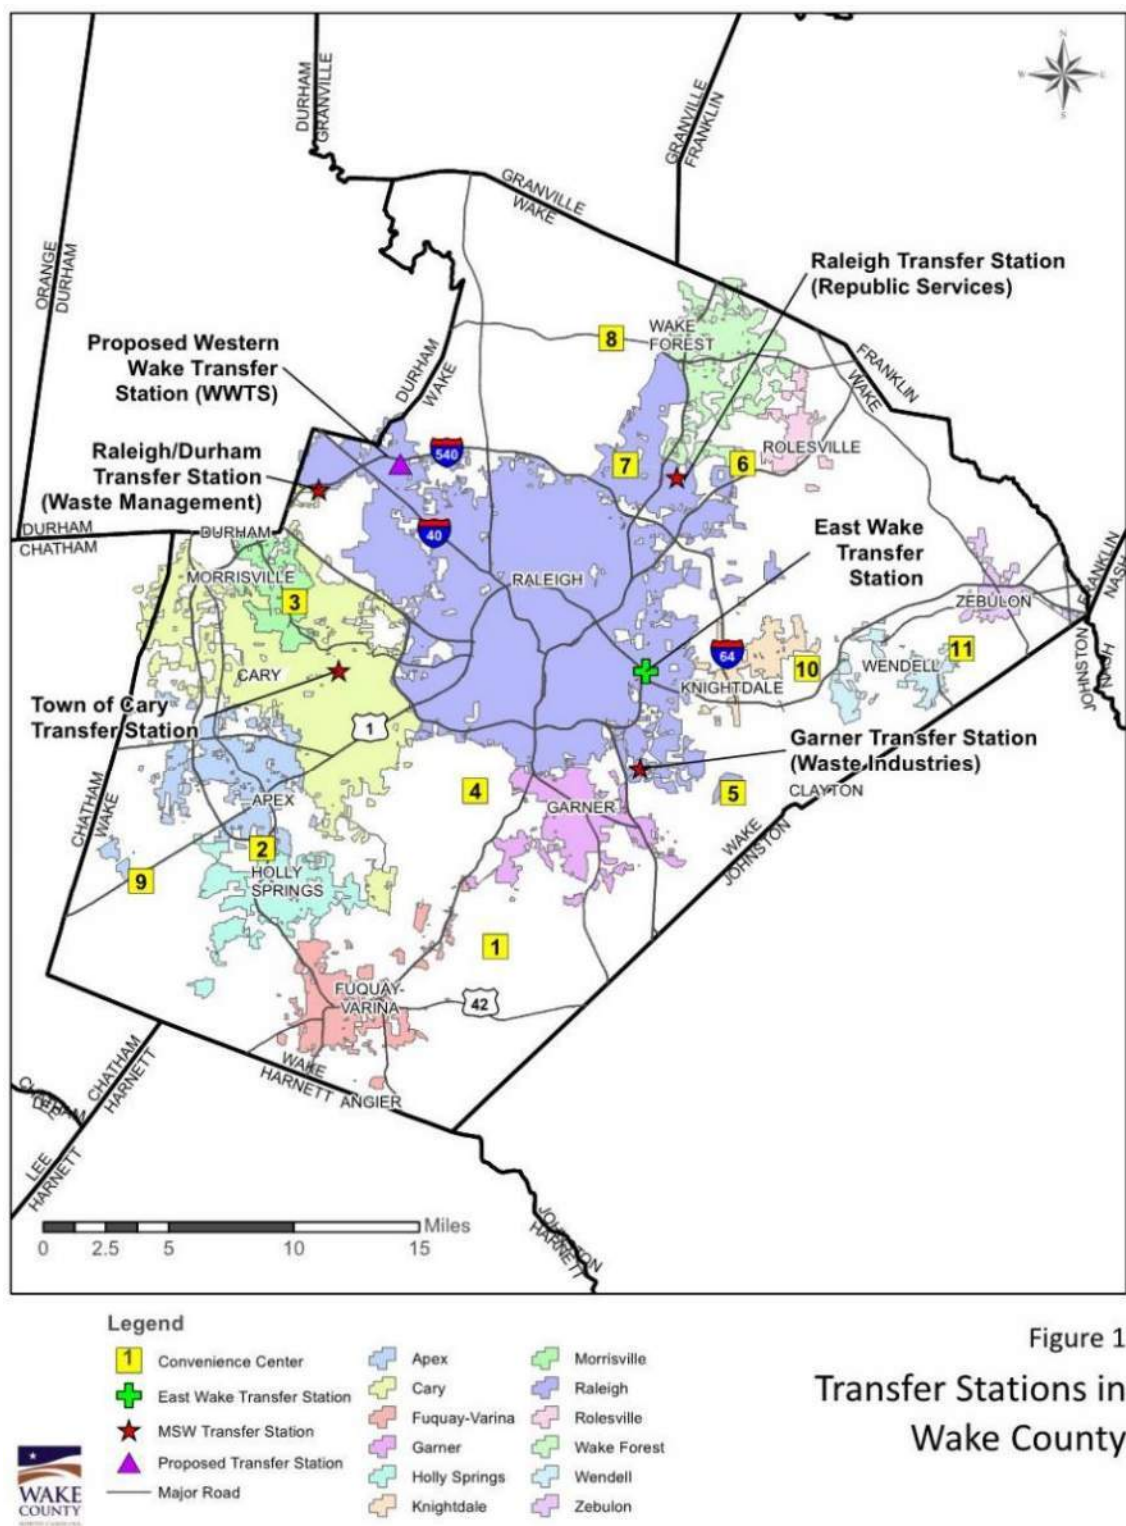 DURHAM
GRANVILLE
GRANVILLE
FRANKLIN
N
W
E
S
GRANVILLE
WAKE
ORANGE
DURHAM
Raleigh Transfer Station
(Republic Services)
8
WAKE
FOREST
Proposed Western
Wake Transfer
Station (WWTS)
DURHAM
WAKE
FRANKLIN
WAKE
Raleigh/Durham
Transfer Station
(Waste Management)
540
7
6
ROLESVILLE
DURHAM
CHATHAM
DURHAM
40
East Wake
Transfer
Station
MORRISVILLE
RALEIGH
3
ZEBULON
FRANKLIN
NASH
CARY
64
10
11
WENDELL
KNIGHTDALE
JOHNSTON
NASH
Town of Cary
Transfer Station
1
Garner Transfer Station
(Waste Industries)
CLAYTON
4
5
APEX
GARNER
CHATHAM
WAKE
WAKE
JOHNSTON
2
9
HOLLY
SPRINGS
1
FUQUAY-
VARINA
42
WAKE
HARNETT
ANGIER
CHATHAM
HARNETT
CHATHAM
LEE
LEE
HARNETT
JOHNSTON
HARNETT
Miles
0 2.5 5 10 15
Legend
1 Convenience Center
East Wake Transfer Station
MSW Transfer Station
Proposed Transfer Station
Major Road
Apex
Cary
Fuquay-Varina
Garner
Holly Springs
Knightdale
Morrisville
Raleigh
Rolesville
Wake Forest
Wendell
Zebulon
Figure 1
Transfer Stations in
Wake County
WAKE
COUNTY
NORTH CAROLINA